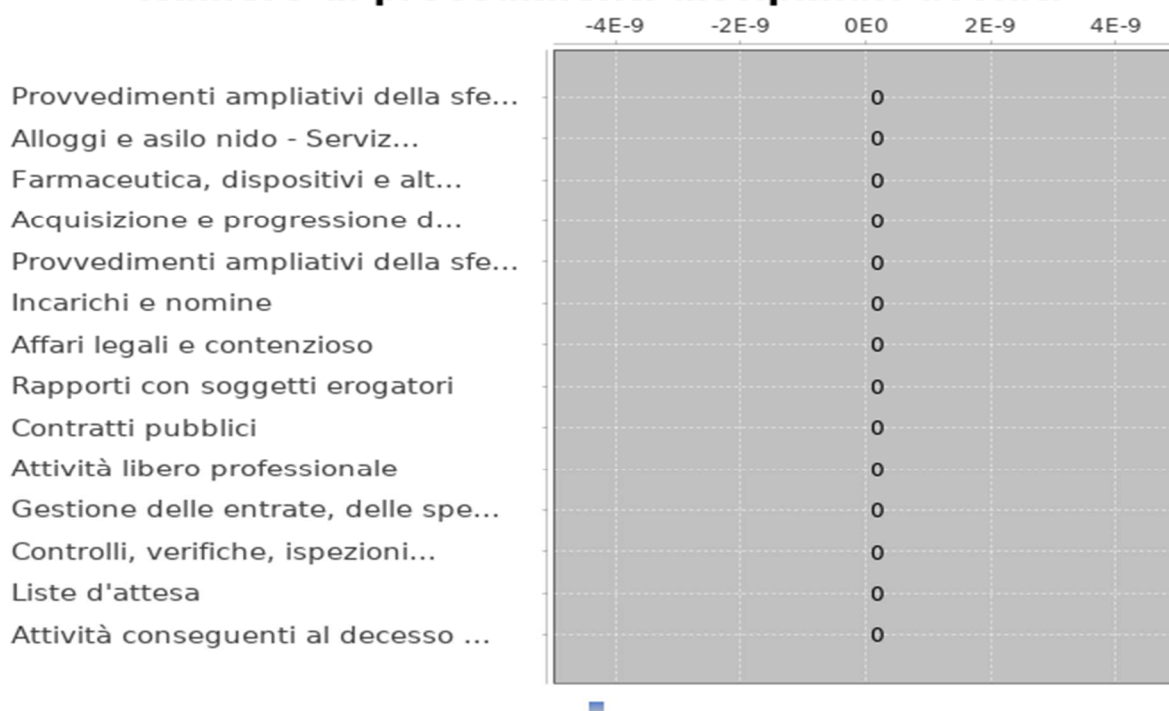 -4E-9 -2E-9 0E0 2E-9 4E-9
Provvedimenti ampliativi della sfe... 0
Alloggi e asilo nido - Serviz... 0
Farmaceutica, dispositivi e alt... 0
Acquisizione e progressione d... 0
Provvedimenti ampliativi della sfe... 0
Incarichi e nomine 0
Affari legali e contenzioso 0
Rapporti con soggetti erogatori 0
Contratti pubblici 0
Attività libero professionale 0
Gestione delle entrate, delle spe... 0
Controlli, verifiche, ispezioni... 0
Liste d'attesa 0
Attività conseguenti al decesso ... 0